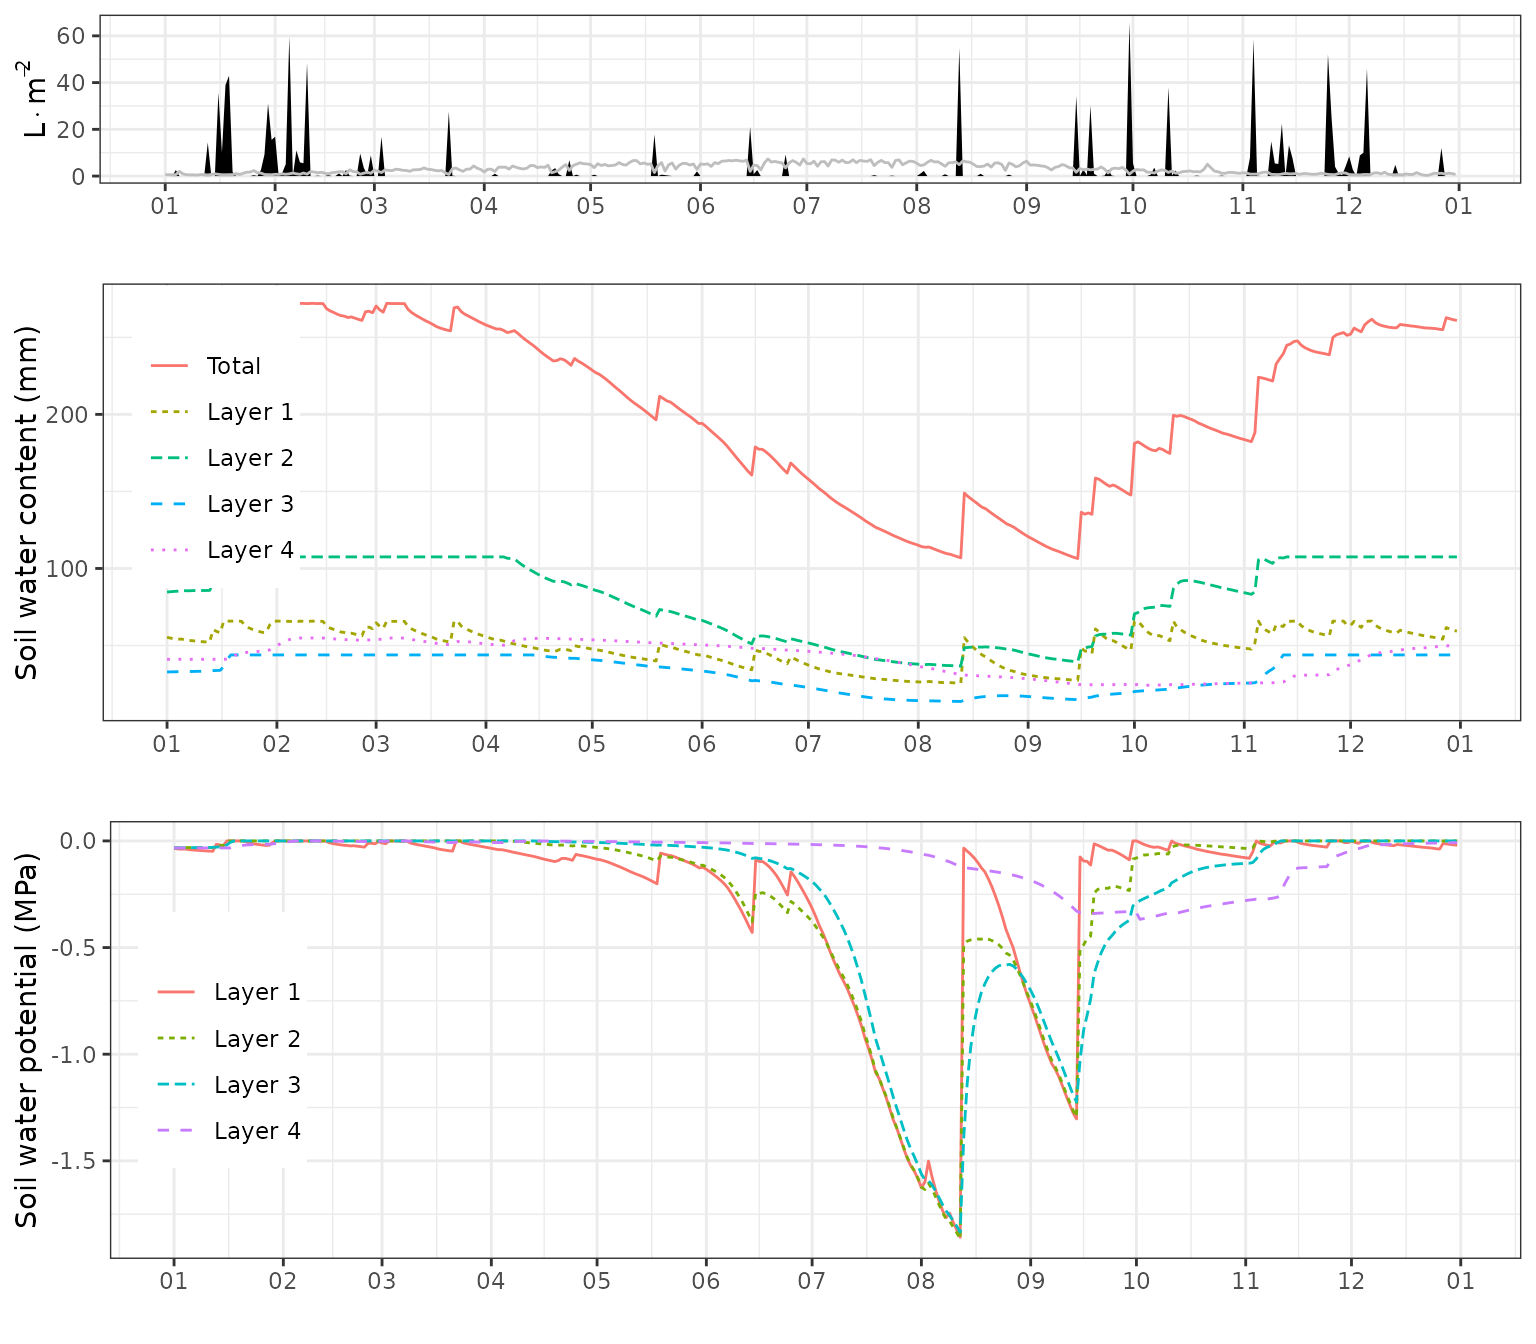 L · m⁻²
60
40
20
0
01 02 03 04 05 06 07 08 09 10 11 12 01
Soil water content (mm)
200
100
Total
Layer 1
Layer 2
Layer 3
Layer 4
01 02 03 04 05 06 07 08 09 10 11 12 01
Soil water potential (MPa)
0.0
-0.5
-1.0
-1.5
Layer 1
Layer 2
Layer 3
Layer 4
01 02 03 04 05 06 07 08 09 10 11 12 01